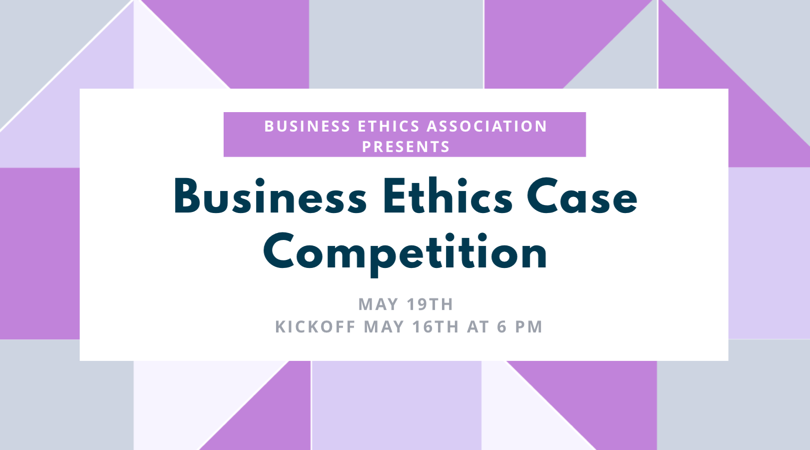 BUSINESS ETHICS ASSOCIATION
PRESENTS
Business Ethics Case
Competition
MAY 19TH
KICKOFF MAY 16TH AT 6 PM